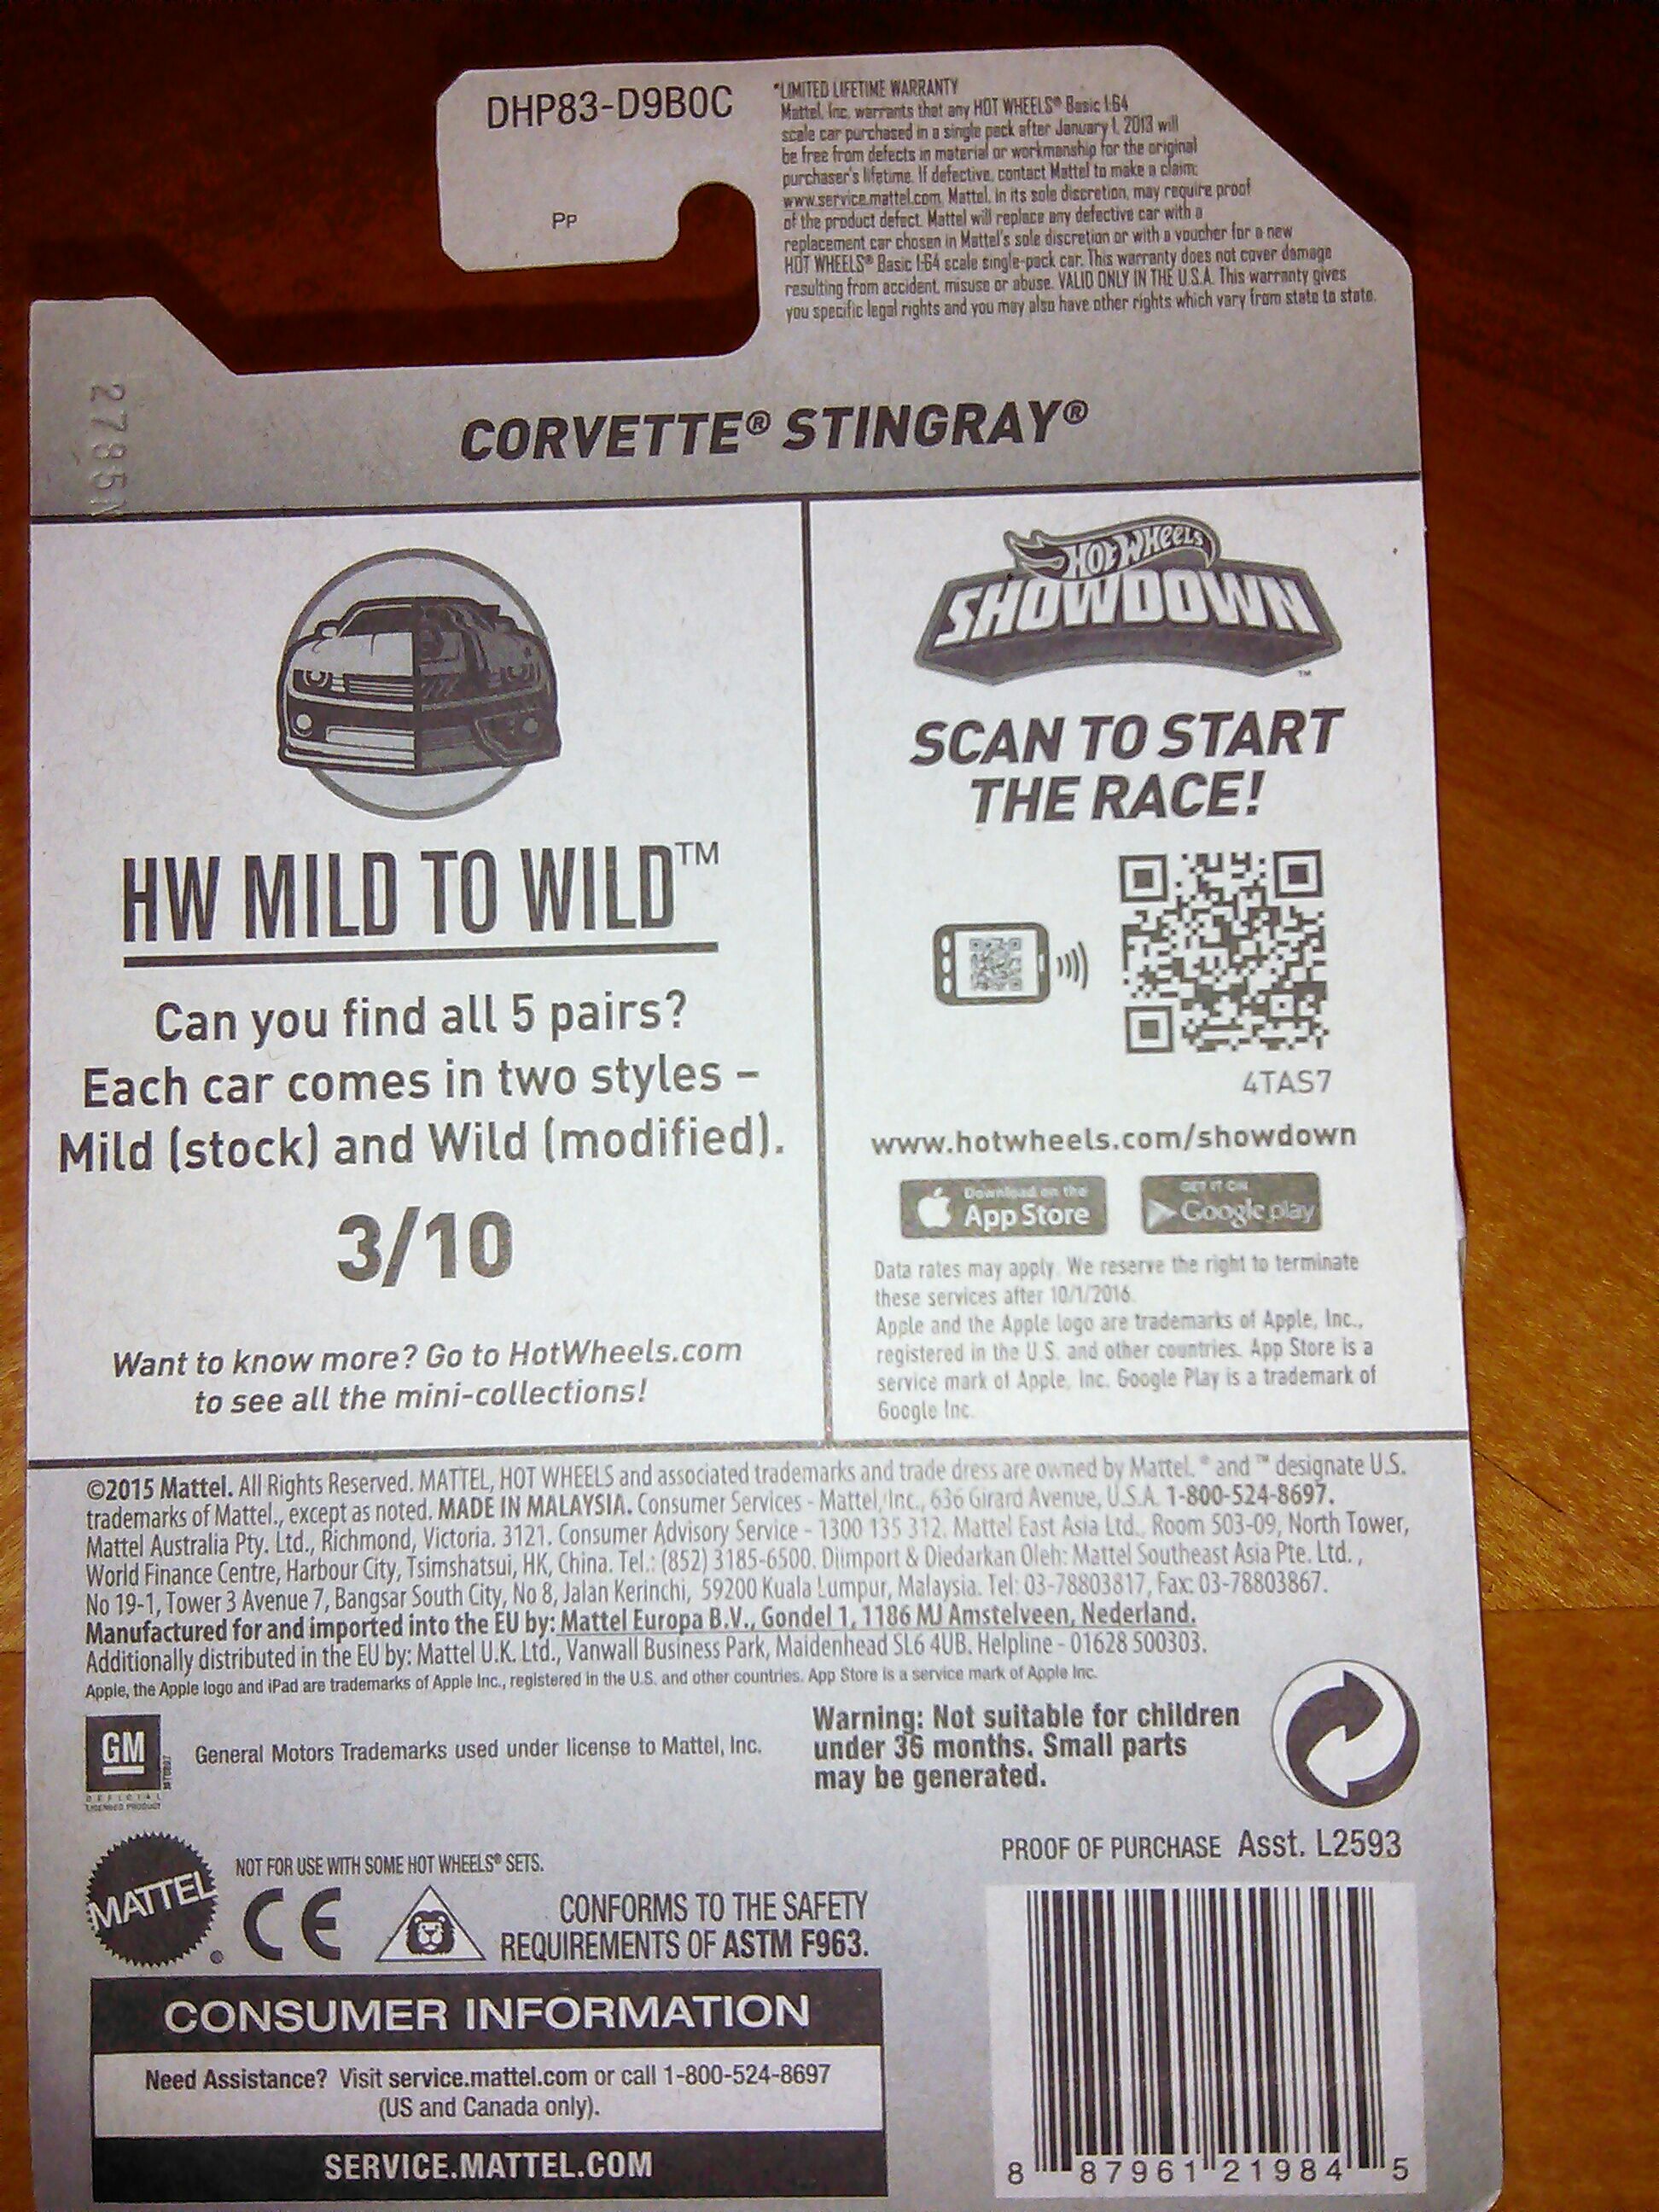 DHP83-D9B0C
Pp
*LIMITED LIFETIME WARRANTY
Mattel, Inc. warrants that any HOT WHEELS® Basic 1:64
scale car purchased in a single pack after January 1, 2013 will
be free from defects in material or workmanship for the original
purchaser's lifetime. If defective, contact Mattel to make a claim:
www.service.mattel.com. Mattel, in its sole discretion, may require proof
of the product defect. Mattel will replace any defective car with a
replacement car chosen in Mattel's sole discretion or with a voucher for a new
HOT WHEELS® Basic 1:64 scale single-pack car. This warranty does not cover damage
resulting from accident, misuse or abuse. VALID ONLY IN THE U.S.A. This warranty gives
you specific legal rights and you may also have other rights which vary from state to state.
CORVETTE® STINGRAY®
HW MILD TO WILD™
Can you find all 5 pairs?
Each car comes in two styles –
Mild (stock) and Wild (modified).
3/10
Want to know more? Go to HotWheels.com
to see all the mini-collections!
HOT WHEELS
SHOWDOWN™
SCAN TO START
THE RACE!
4TAS7
www.hotwheels.com/showdown
Download on the
App Store
GET IT ON
Google play
Data rates may apply. We reserve the right to terminate
these services after 10/1/2016.
Apple and the Apple logo are trademarks of Apple, Inc.,
registered in the U.S. and other countries. App Store is a
service mark of Apple, Inc. Google Play is a trademark of
Google Inc.
©2015 Mattel. All Rights Reserved. MATTEL, HOT WHEELS and associated trademarks and trade dress are owned by Mattel. ® and ™ designate U.S.
trademarks of Mattel., except as noted. MADE IN MALAYSIA. Consumer Services - Mattel, Inc., 636 Girard Avenue, U.S.A. 1-800-524-8697.
Mattel Australia Pty. Ltd., Richmond, Victoria. 3121. Consumer Advisory Service - 1300 135 312. Mattel East Asia Ltd., Room 503-09, North Tower,
World Finance Centre, Harbour City, Tsimshatsui, HK, China. Tel.: (852) 3185-6500. Diimport & Diedarkan Oleh: Mattel Southeast Asia Pte. Ltd.,
No 19-1, Tower 3 Avenue 7, Bangsar South City, No 8, Jalan Kerinchi, 59200 Kuala Lumpur, Malaysia. Tel: 03-78803817, Fax: 03-78803867.
Manufactured for and imported into the EU by: Mattel Europa B.V., Gondel 1, 1186 MJ Amstelveen, Nederland.
Additionally distributed in the EU by: Mattel U.K. Ltd., Vanwall Business Park, Maidenhead SL6 4UB. Helpline - 01628 500303.
Apple, the Apple logo and iPad are trademarks of Apple Inc., registered in the U.S. and other countries. App Store is a service mark of Apple Inc.
GM
OFFICIAL
LICENSED PRODUCT
General Motors Trademarks used under license to Mattel, Inc.
Warning: Not suitable for children
under 36 months. Small parts
may be generated.
PROOF OF PURCHASE Asst. L2593
MATTEL
NOT FOR USE WITH SOME HOT WHEELS® SETS.
CE
CONFORMS TO THE SAFETY
REQUIREMENTS OF ASTM F963.
CONSUMER INFORMATION
Need Assistance? Visit service.mattel.com or call 1-800-524-8697
(US and Canada only).
SERVICE.MATTEL.COM
8 87961 21984 5